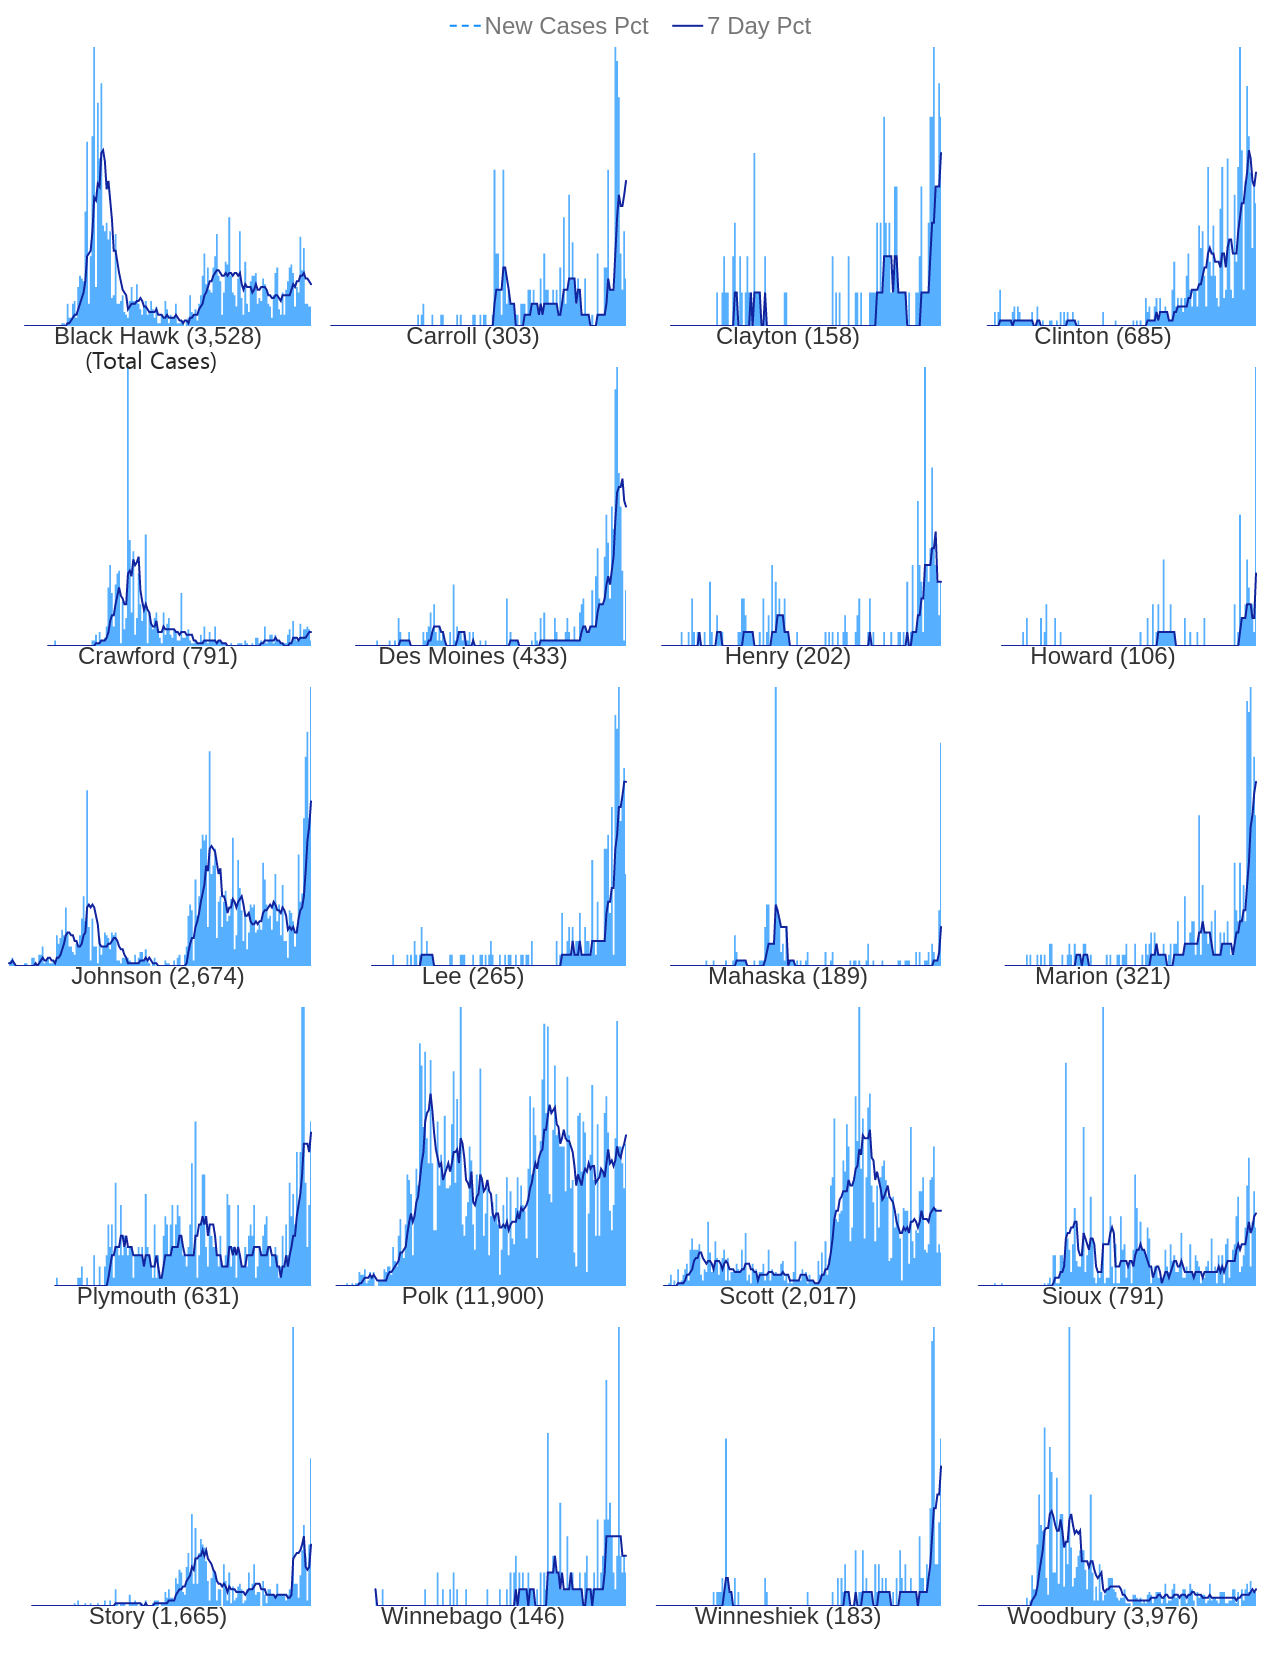 New Cases Pct 7 Day Pct
Black Hawk (3,528)
(Total Cases)
Carroll (303)
Clayton (158)
Clinton (685)
Crawford (791)
Des Moines (433)
Henry (202)
Howard (106)
Johnson (2,674)
Lee (265)
Mahaska (189)
Marion (321)
Plymouth (631)
Polk (11,900)
Scott (2,017)
Sioux (791)
Story (1,665)
Winnebago (146)
Winneshiek (183)
Woodbury (3,976)